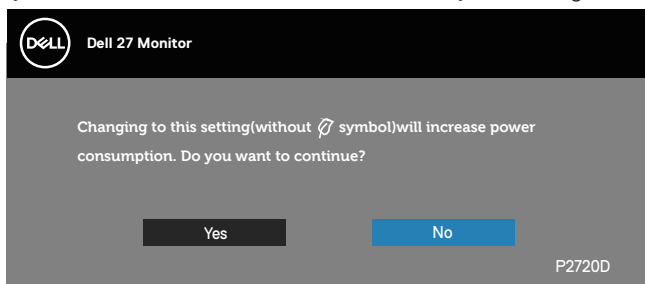 DELL
Dell 27 Monitor
Changing to this setting(without symbol)will increase power
consumption. Do you want to continue?
Yes
No
P2720D